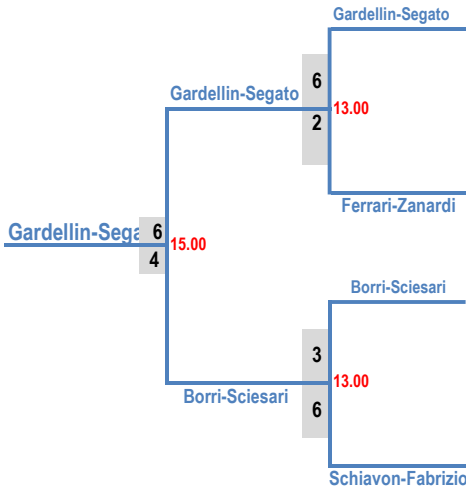 Gardellin-Segato
6
Gardellin-Segato
13.00
2
Ferrari-Zanardi
Gardellin-Sega
6
15.00
4
Borri-Sciesari
3
13.00
Borri-Sciesari
6
Schiavon-Fabrizio